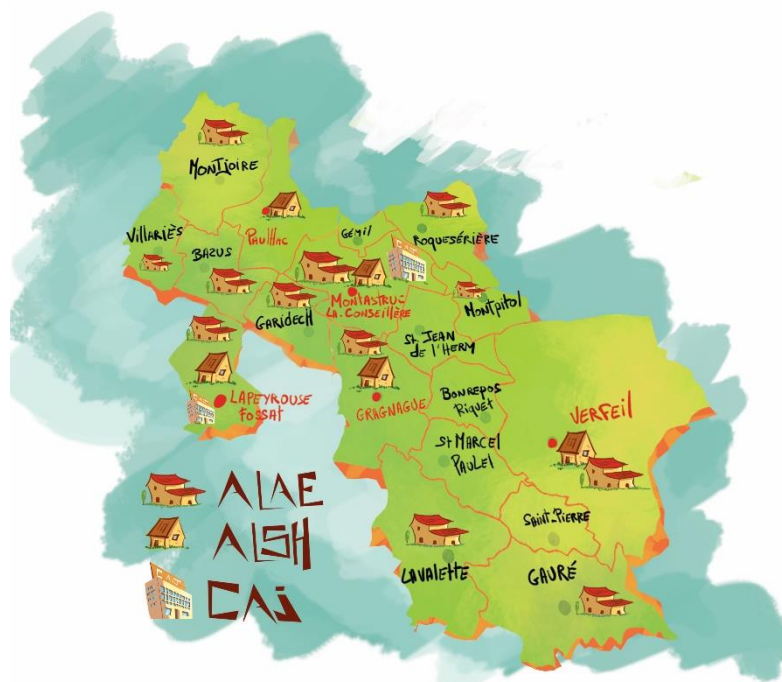 MONTJOIRE
VILLARIÈS
BAZUS
PAULHAC
GÉMIL
ROQUESÉRIÈRE
GARIDECH
MONTASTRUC
LA-CONSEILLÈRE
MONTPITOL
ST JEAN
DE L'HERM
LAPEYROUSE
FOSSAT
GRAGNAGUE
BONREPOS
RIQUET
VERFEIL
ST MARCEL
PAULEL
SAINT-PIERRE
LAVALETTE
GAURÉ
ALAE
ALSH
CAJ